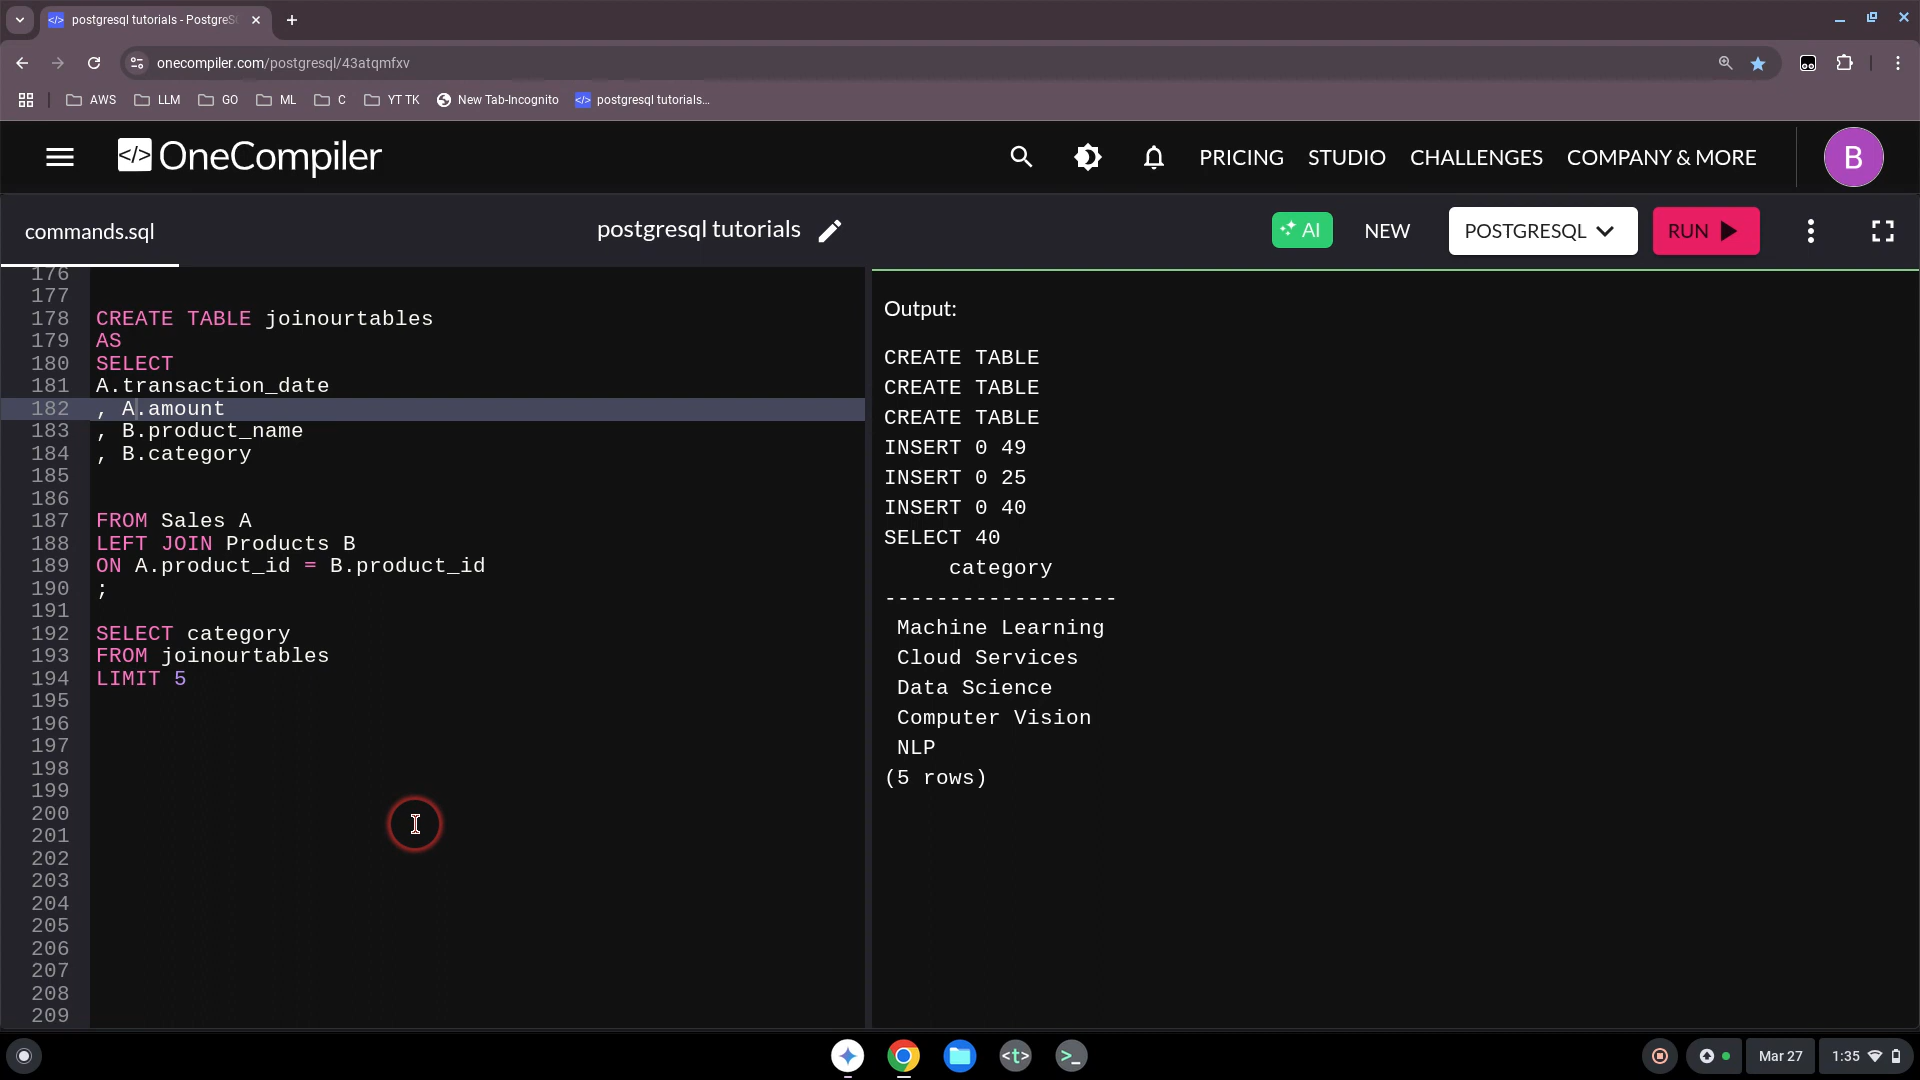 postgresql tutorials - PostgreS
onecompiler.com/postgresql/43atqmfxv
AWS LLM GO ML C YT TK New Tab-Incognito postgresql tutorials...
</> OneCompiler
PRICING STUDIO CHALLENGES COMPANY & MORE B
commands.sql
postgresql tutorials
AI NEW POSTGRESQL RUN
176
177
178 CREATE TABLE joinourtables
179 AS
180 SELECT
181 A.transaction_date
182 , A.amount
183 , B.product_name
184 , B.category
185
186
187 FROM Sales A
188 LEFT JOIN Products B
189 ON A.product_id = B.product_id
190 ;
191
192 SELECT category
193 FROM joinourtables
194 LIMIT 5
195
196
197
198
199
200
201
202
203
204
205
206
207
208
209
Output:
CREATE TABLE
CREATE TABLE
CREATE TABLE
INSERT 0 49
INSERT 0 25
INSERT 0 40
SELECT 40
category
------------------
Machine Learning
Cloud Services
Data Science
Computer Vision
NLP
(5 rows)
<t> >_
Mar 27 1:35